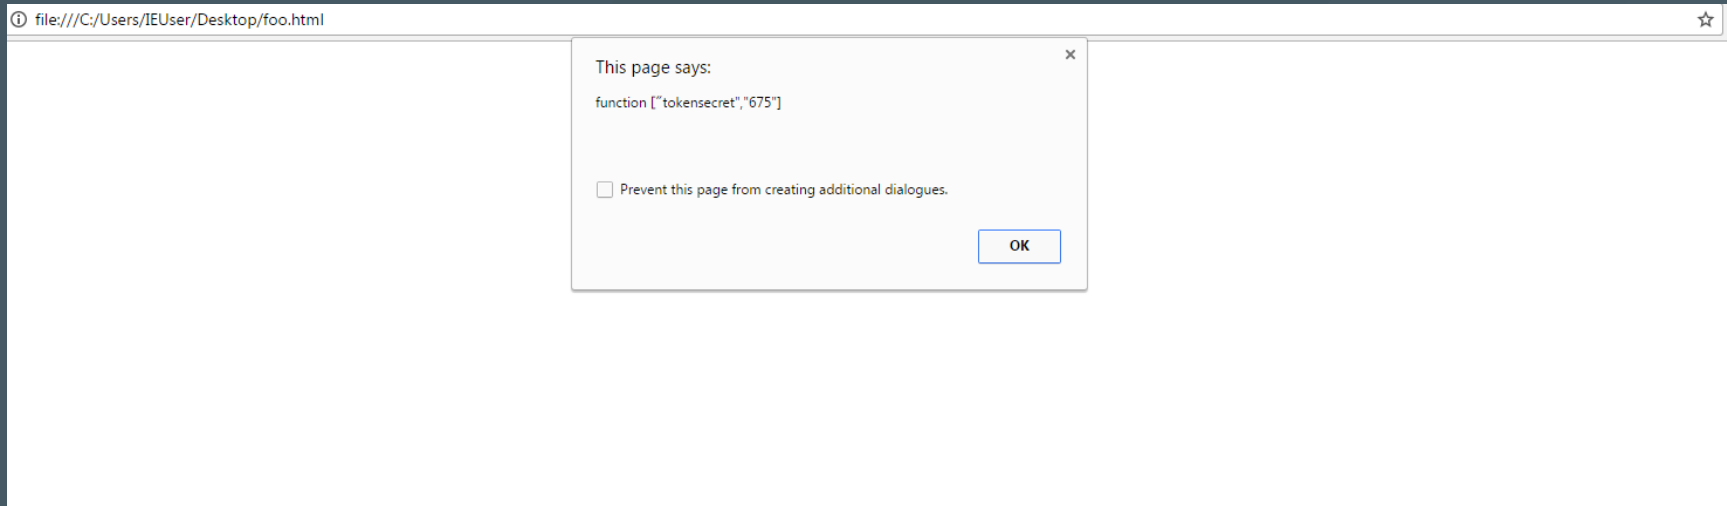 file:///C:/Users/IEUser/Desktop/foo.html
This page says:
function ["tokensecret","675"]
Prevent this page from creating additional dialogues.
OK